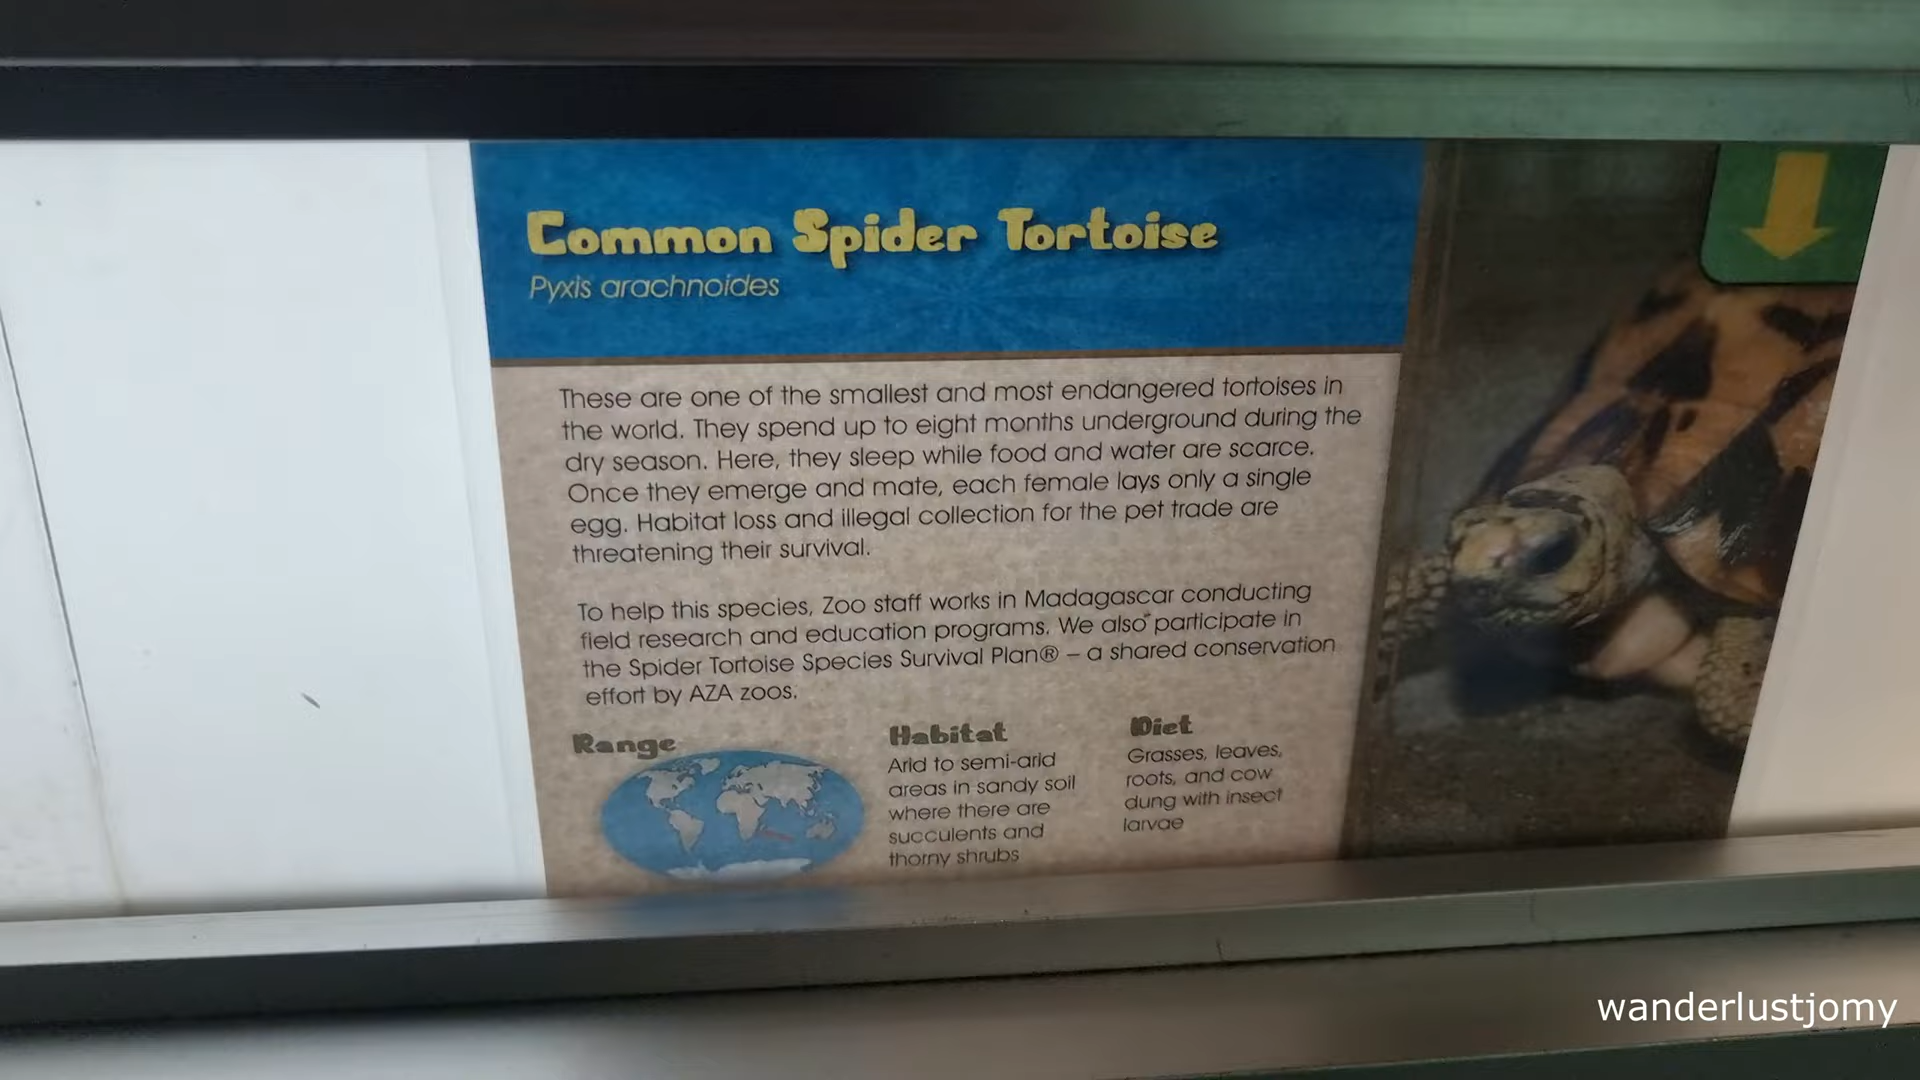 Common Spider Tortoise
Pyxis arachnoides
These are one of the smallest and most endangered tortoises in
the world. They spend up to eight months underground during the
dry season. Here, they sleep while food and water are scarce.
Once they emerge and mate, each female lays only a single
egg. Habitat loss and illegal collection for the pet trade are
threatening their survival.
To help this species, Zoo staff works in Madagascar conducting
field research and education programs. We also participate in
the Spider Tortoise Species Survival Plan® – a shared conservation
effort by AZA zoos.
Range
Habitat
Arid to semi-arid
areas in sandy soil
where there are
succulents and
thorny shrubs
Diet
Grasses, leaves,
roots, and cow
dung with insect
larvae
wanderlustjomy